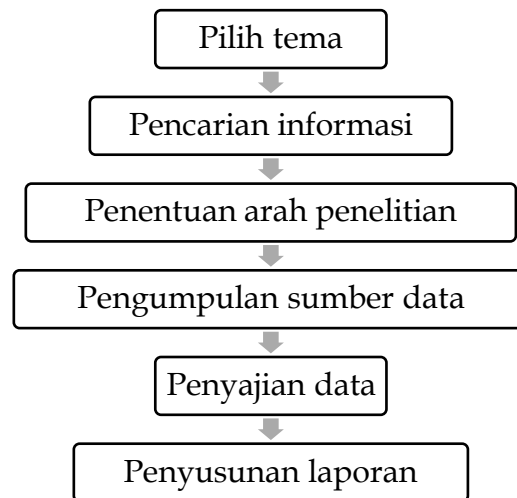 Pilih tema
Pencarian informasi
Penentuan arah penelitian
Pengumpulan sumber data
Penyajian data
Penyusunan laporan